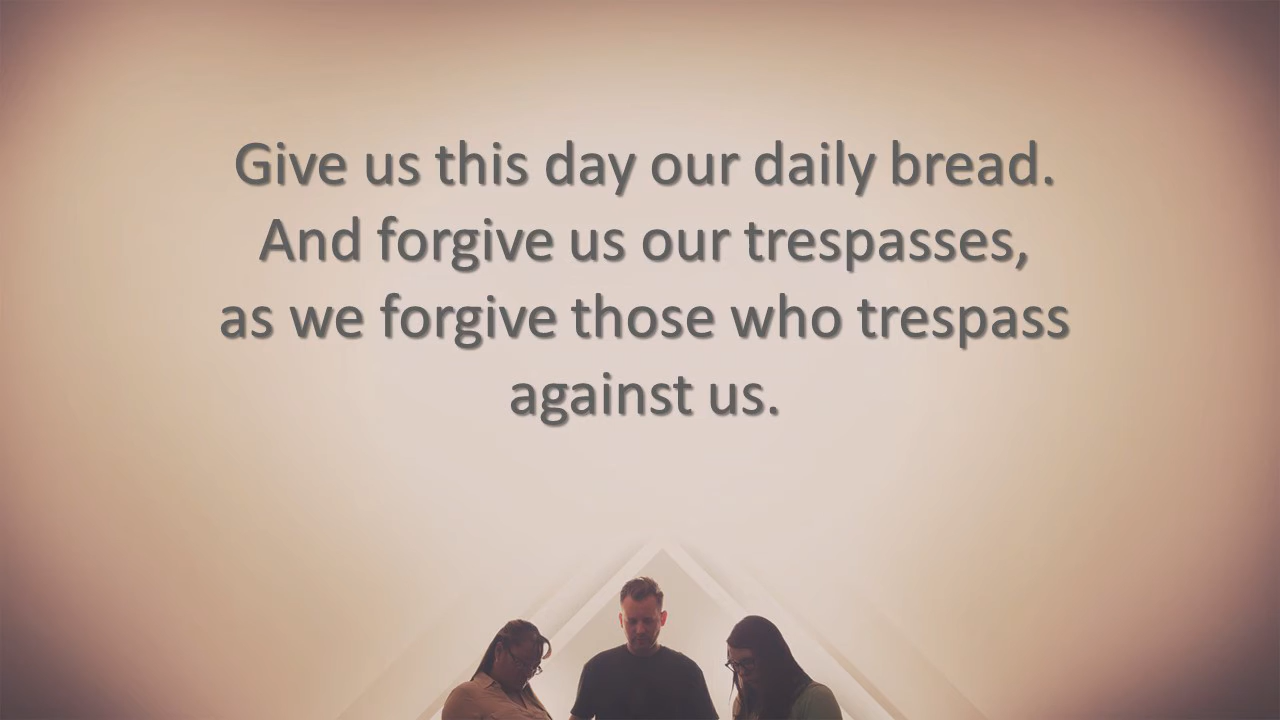 Give us this day our daily bread.
And forgive us our trespasses,
as we forgive those who trespass
against us.